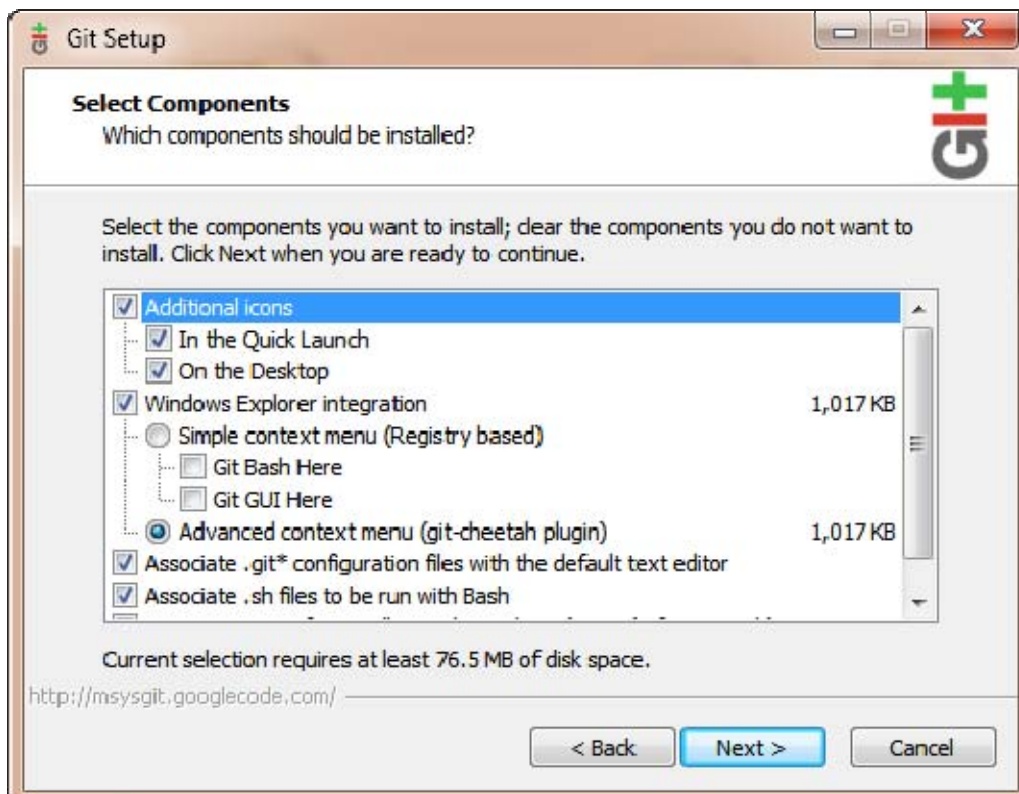 Git Setup
Select Components
Which components should be installed?
Git
Select the components you want to install; clear the components you do not want to
install. Click Next when you are ready to continue.
Additional icons
In the Quick Launch
On the Desktop
Windows Explorer integration 1,017 KB
Simple context menu (Registry based)
Git Bash Here
Git GUI Here
Advanced context menu (git-cheetah plugin) 1,017 KB
Associate .git* configuration files with the default text editor
Associate .sh files to be run with Bash
Current selection requires at least 76.5 MB of disk space.
http://msysgit.googlecode.com/
< Back Next > Cancel